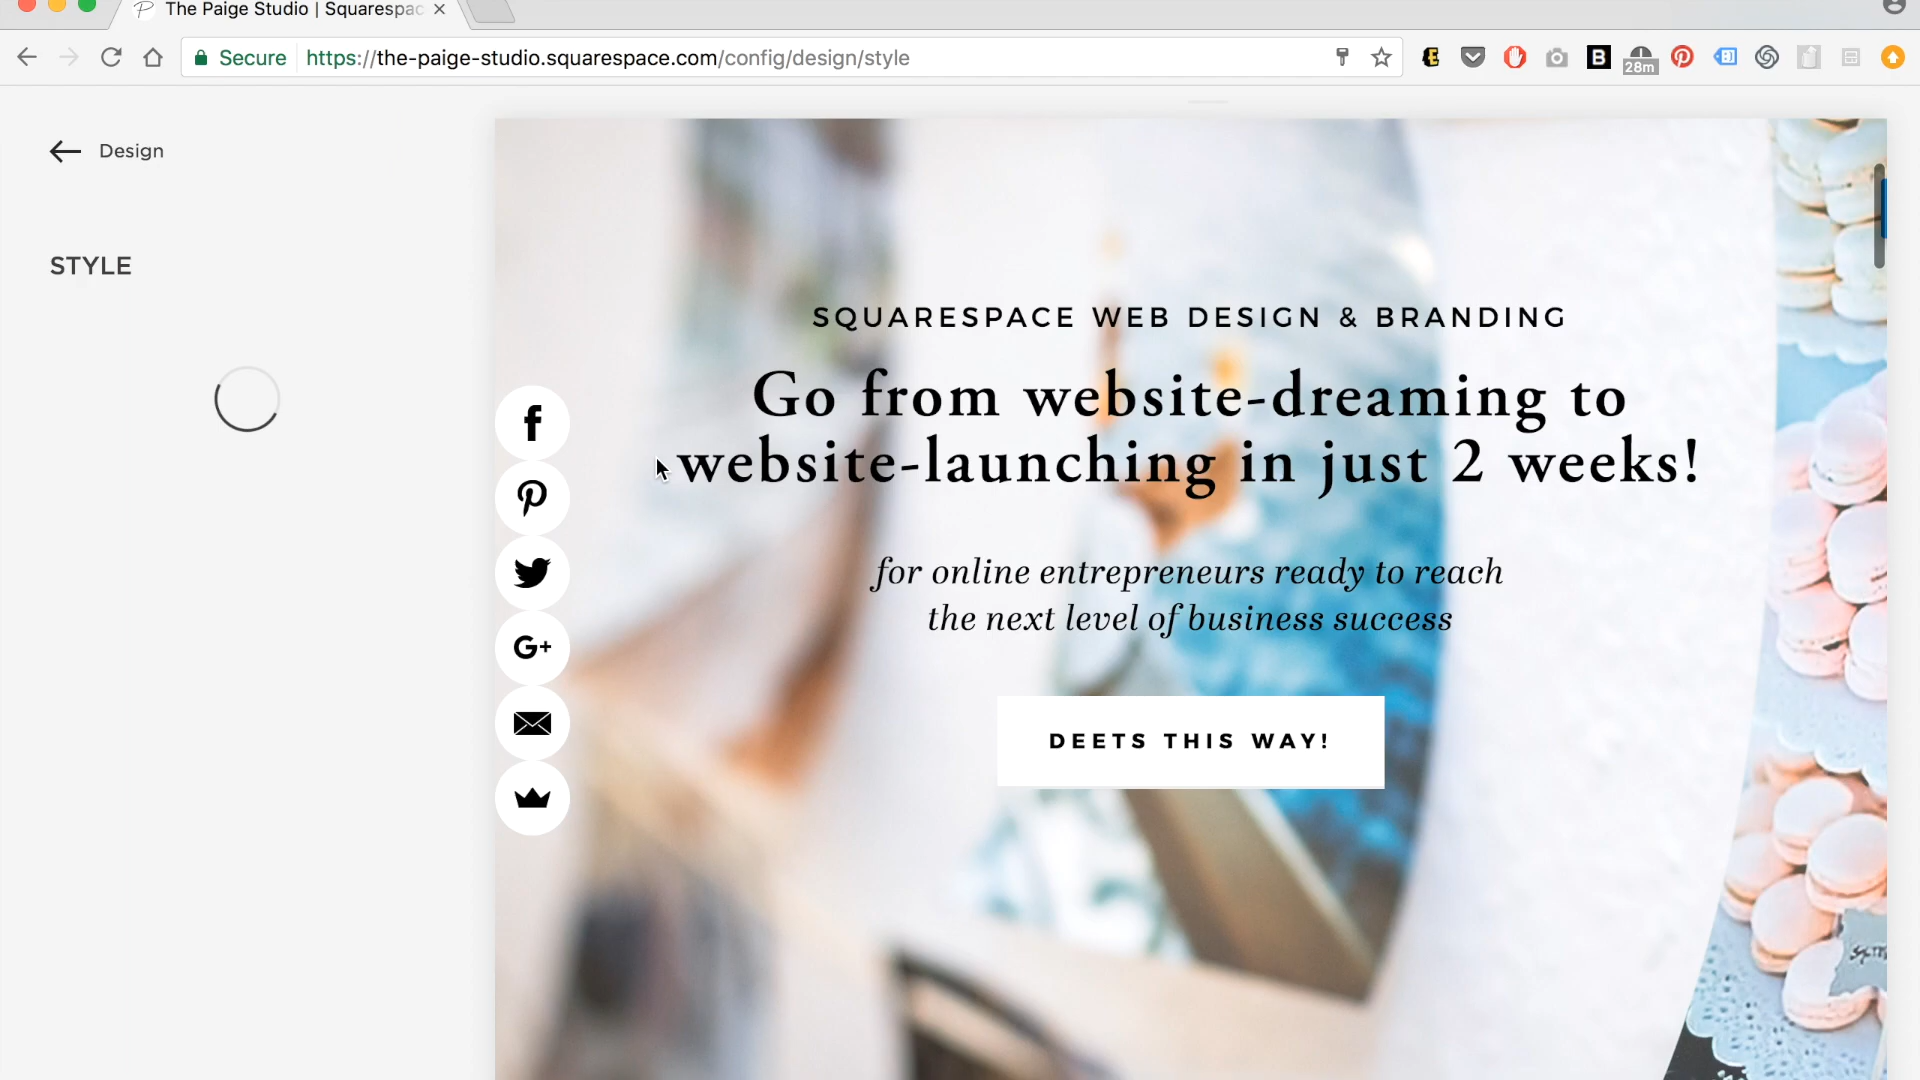 The Paige Studio | Squarespac
Secure
https://the-paige-studio.squarespace.com/config/design/style
B
28m
Design
STYLE
SQUARESPACE WEB DESIGN & BRANDING
Go from website-dreaming to
website-launching in just 2 weeks!
f
G+
for online entrepreneurs ready to reach
the next level of business success
DEETS THIS WAY!